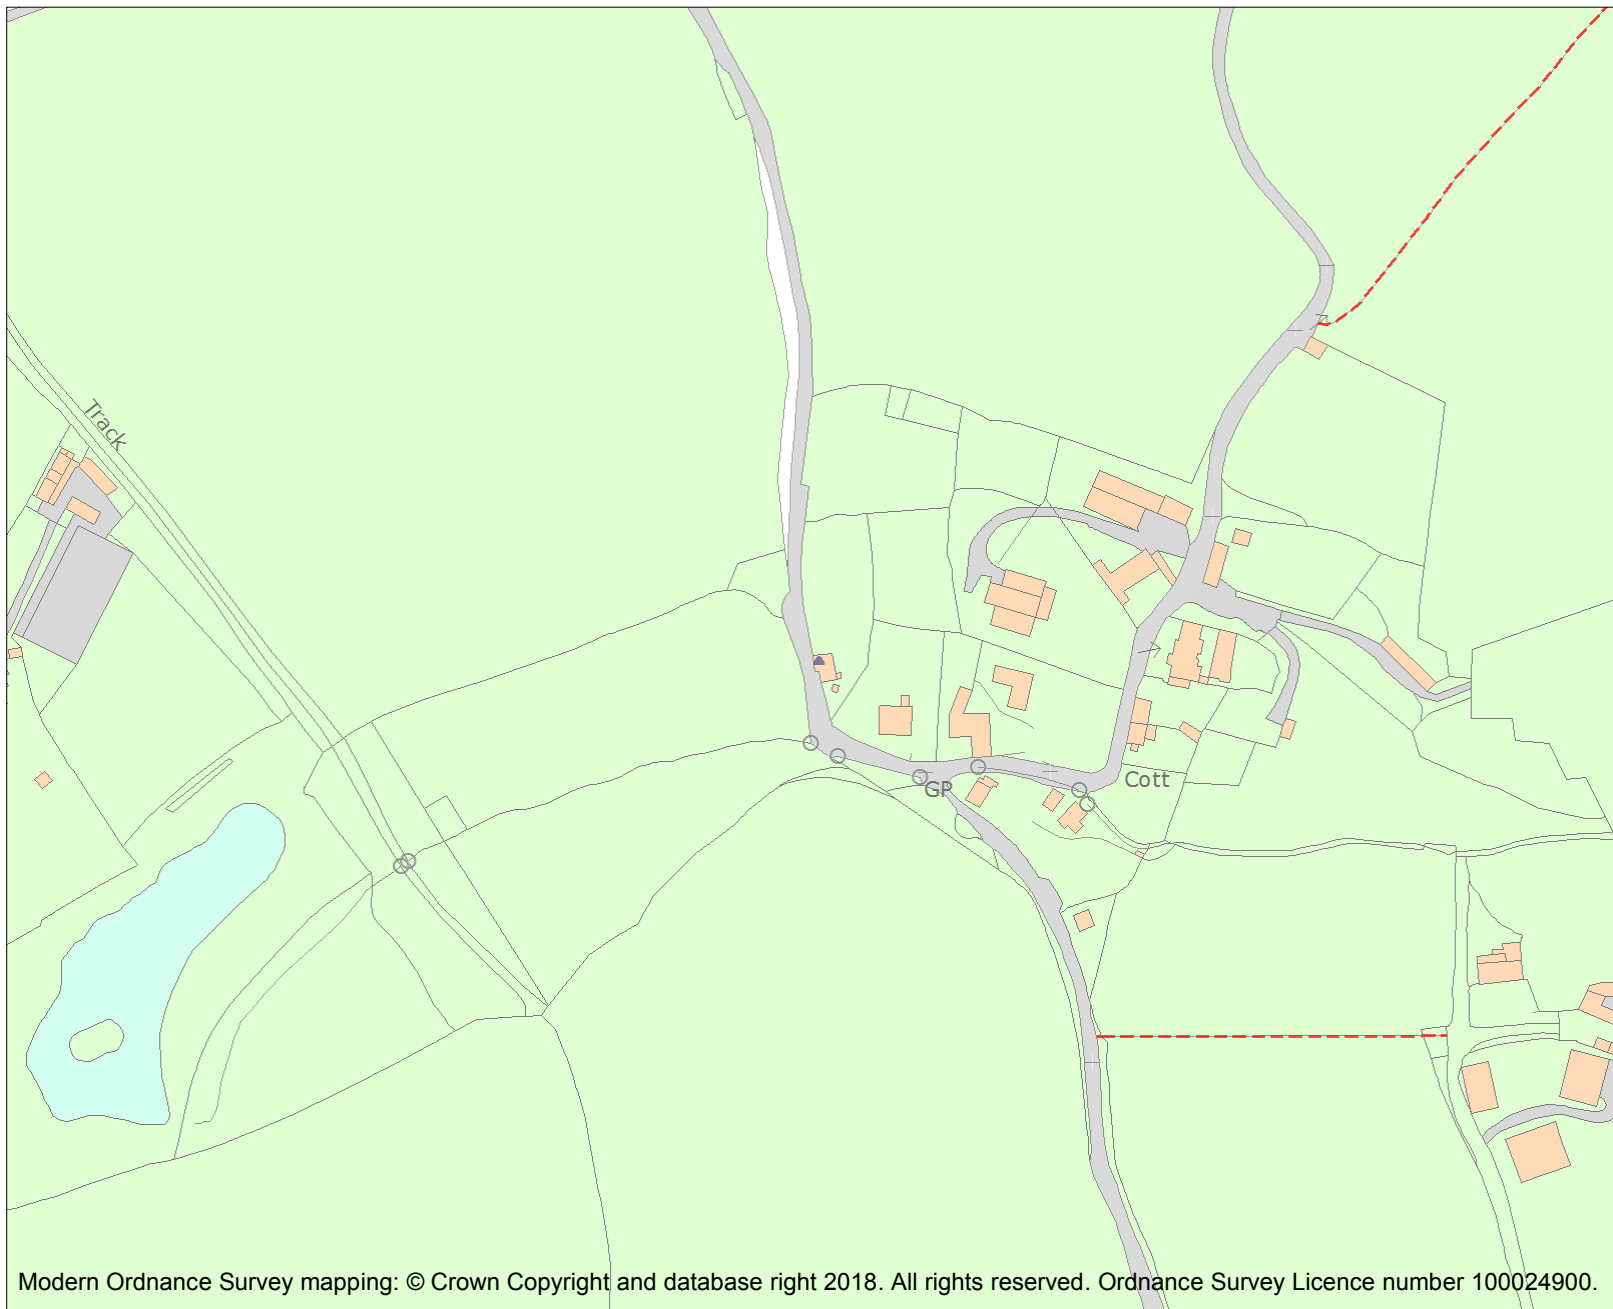 Track
GP
Cott
Modern Ordnance Survey mapping: © Crown Copyright and database right 2018. All rights reserved. Ordnance Survey Licence number 100024900.